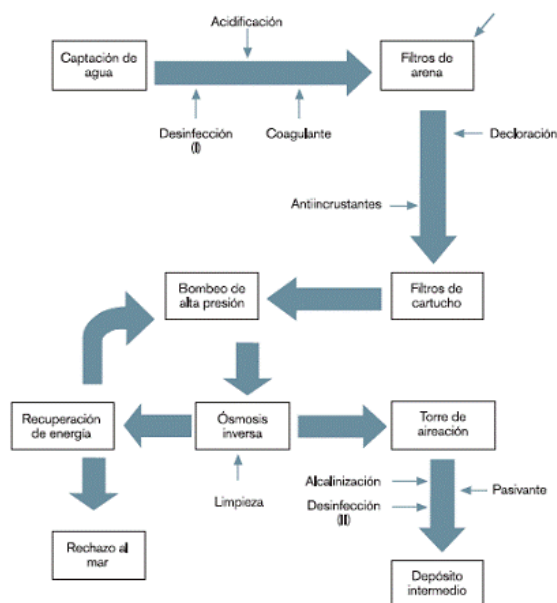 Acidificación
Captación de
agua
Filtros de
arena
Desinfección
(I)
Coagulante
Decloración
Antiincrustantes
Bombeo de
alta presión
Filtros de
cartucho
Recuperación
de energía
Ósmosis
inversa
Torre de
aireación
Limpieza
Alcalinización
Pasivante
Desinfección
(II)
Rechazo al
mar
Depósito
intermedio